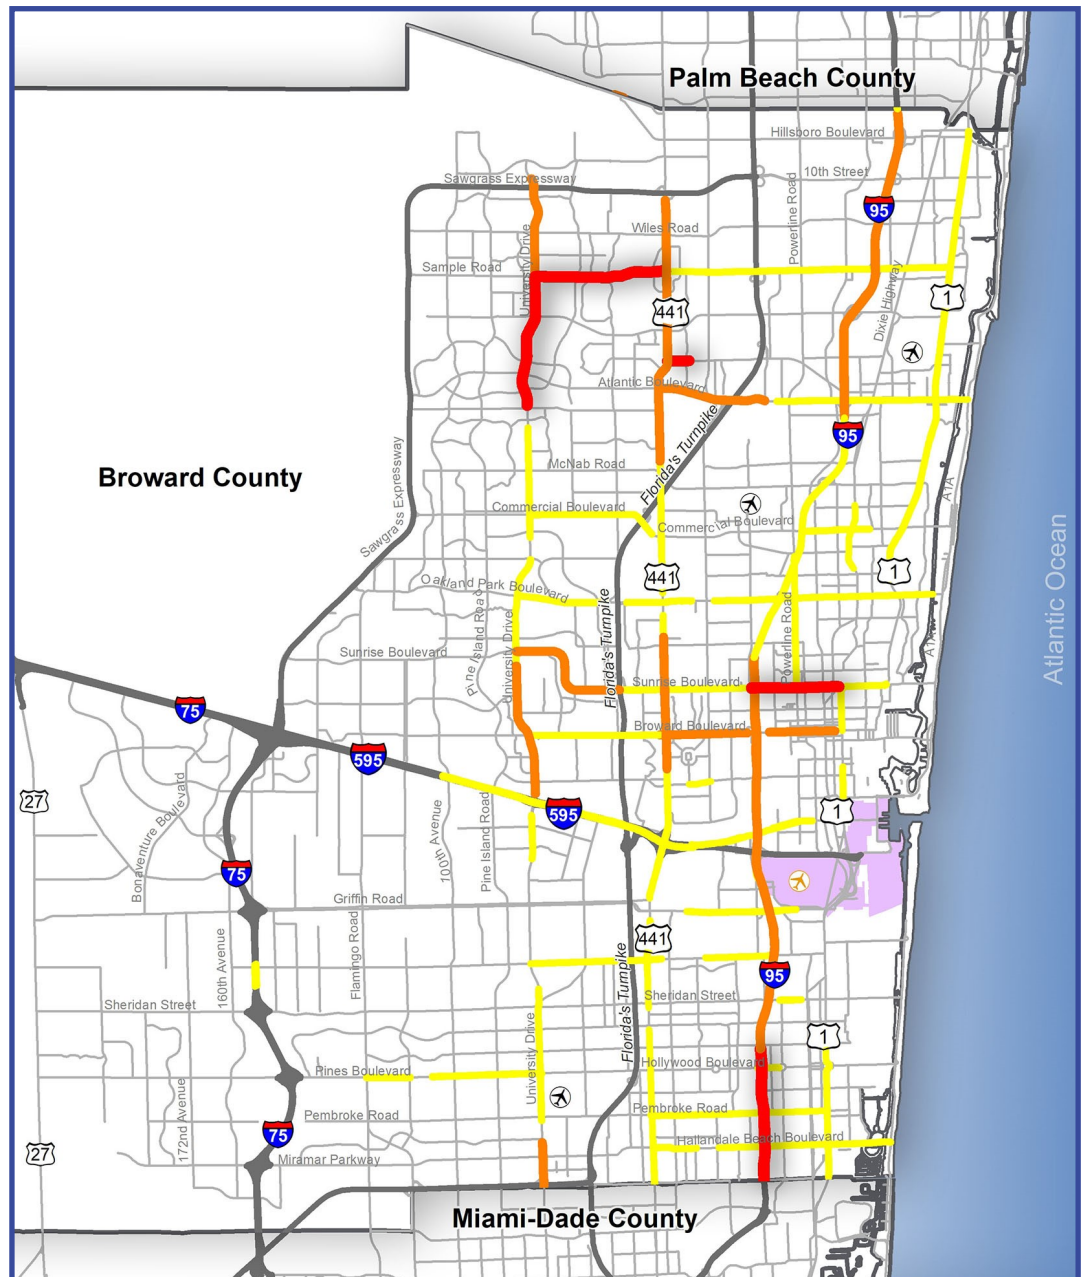 Palm Beach County
Hillsboro Boulevard
10th Street
Sawgrass Expressway
Powerline Road
95
Wiles Road
University Drive
Sample Road
Dixie Highway
1
441
Atlantic Boulevard
Florida's Turnpike
95
McNab Road
Broward County
Sawgrass Expressway
A1A
Commercial Boulevard
Commercial Boulevard
Atlantic Ocean
441
1
Oakland Park Boulevard
Pine Island Road
University Drive
Florida's Turnpike
Powerline Road
A1A
Sunrise Boulevard
Sunrise Boulevard
75
Broward Boulevard
595
27
Bonaventure Boulevard
100th Avenue
Pine Island Road
595
1
75
Griffin Road
Flamingo Road
160th Avenue
441
Florida's Turnpike
95
Sheridan Street
Sheridan Street
University Drive
1
Hollywood Boulevard
Pines Boulevard
172nd Avenue
Pembroke Road
Pembroke Road
75
Hallandale Beach Boulevard
27
Miramar Parkway
Miami-Dade County